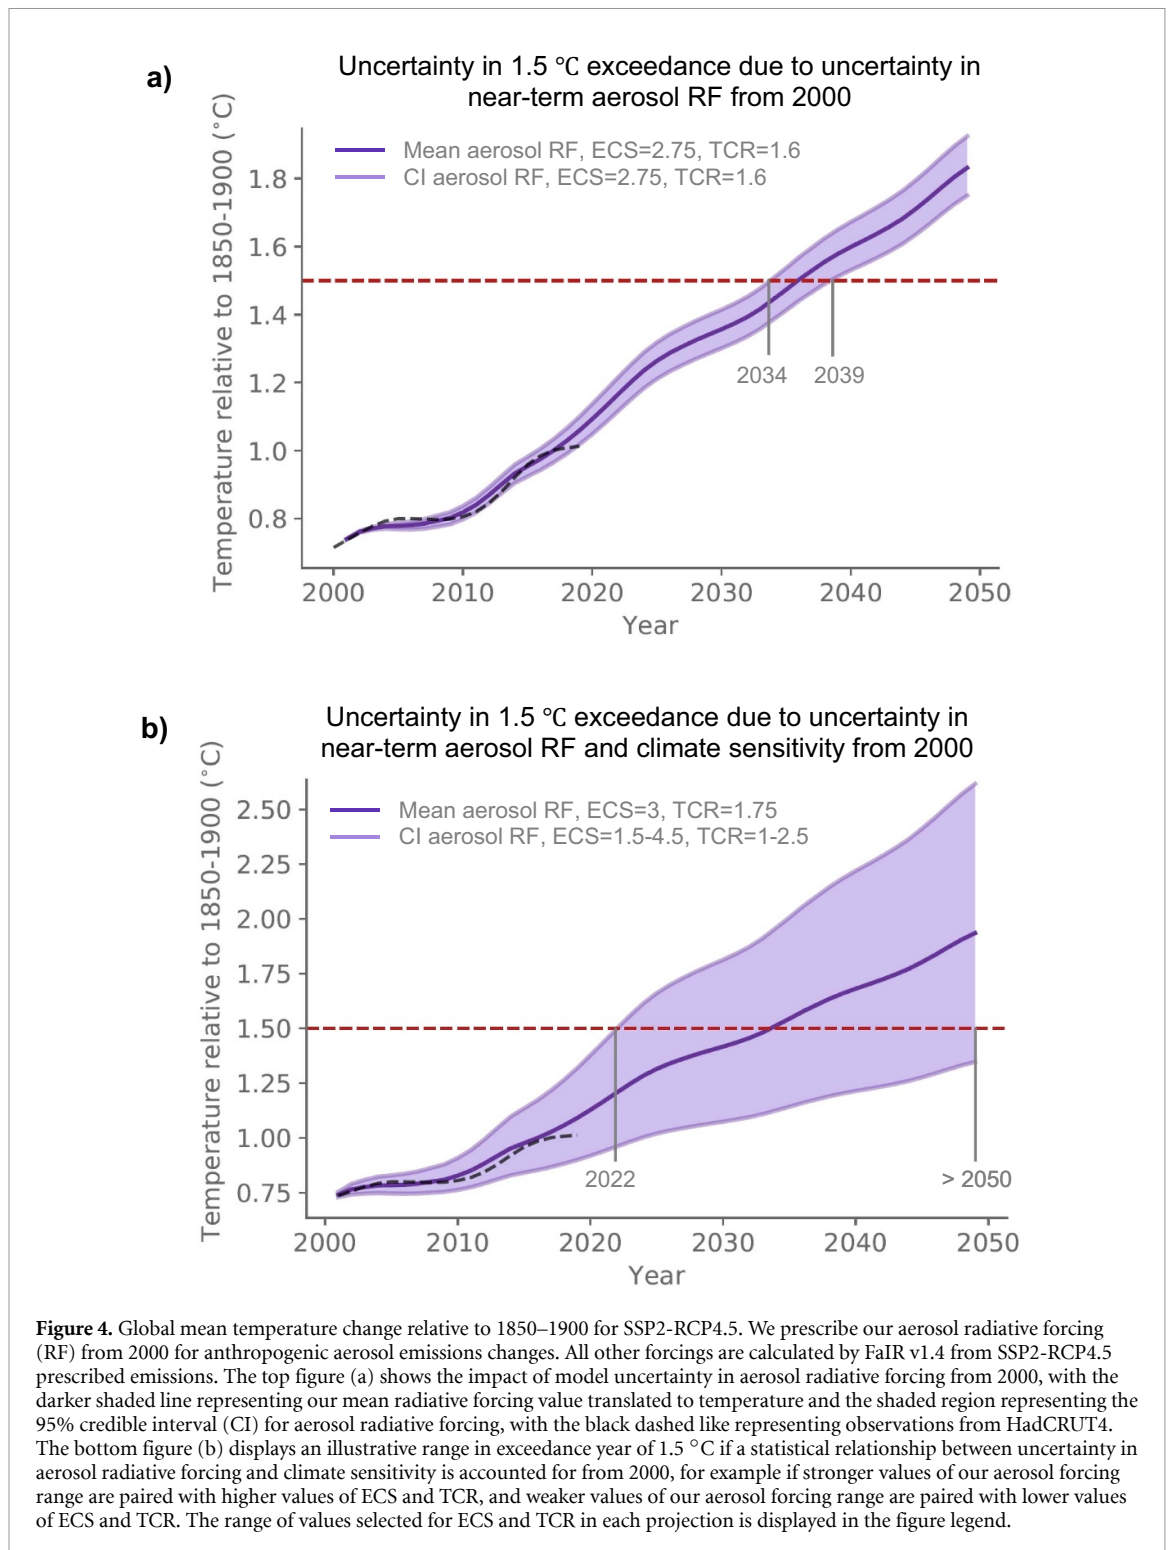 a)
Uncertainty in 1.5 °C exceedance due to uncertainty in
near-term aerosol RF from 2000
Temperature relative to 1850-1900 (°C)
Mean aerosol RF, ECS=2.75, TCR=1.6
CI aerosol RF, ECS=2.75, TCR=1.6
1.8
1.6
1.4
1.2
1.0
0.8
2034 2039
2000 2010 2020 2030 2040 2050
Year
b)
Uncertainty in 1.5 °C exceedance due to uncertainty in
near-term aerosol RF and climate sensitivity from 2000
Temperature relative to 1850-1900 (°C)
Mean aerosol RF, ECS=3, TCR=1.75
CI aerosol RF, ECS=1.5-4.5, TCR=1-2.5
2.50
2.25
2.00
1.75
1.50
1.25
1.00
0.75
2022 > 2050
2000 2010 2020 2030 2040 2050
Year
Figure 4. Global mean temperature change relative to 1850–1900 for SSP2-RCP4.5. We prescribe our aerosol radiative forcing
(RF) from 2000 for anthropogenic aerosol emissions changes. All other forcings are calculated by FaIR v1.4 from SSP2-RCP4.5
prescribed emissions. The top figure (a) shows the impact of model uncertainty in aerosol radiative forcing from 2000, with the
darker shaded line representing our mean radiative forcing value translated to temperature and the shaded region representing the
95% credible interval (CI) for aerosol radiative forcing, with the black dashed like representing observations from HadCRUT4.
The bottom figure (b) displays an illustrative range in exceedance year of 1.5 °C if a statistical relationship between uncertainty in
aerosol radiative forcing and climate sensitivity is accounted for from 2000, for example if stronger values of our aerosol forcing
range are paired with higher values of ECS and TCR, and weaker values of our aerosol forcing range are paired with lower values
of ECS and TCR. The range of values selected for ECS and TCR in each projection is displayed in the figure legend.